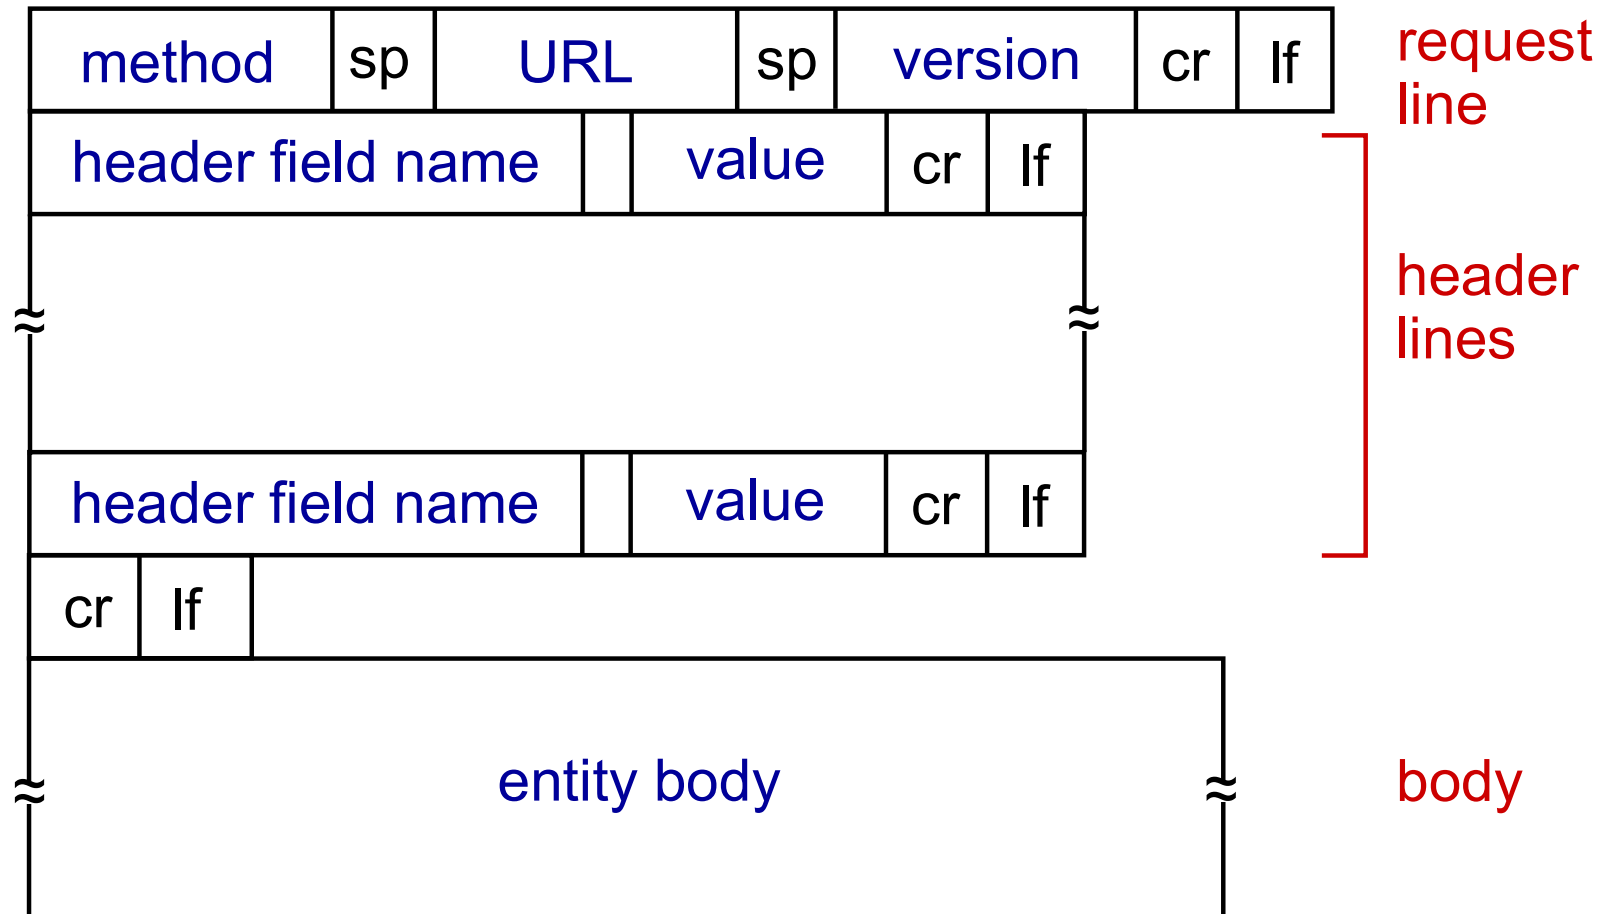 method sp URL sp version cr lf request
line
header field name value cr lf
header
lines
header field name value cr lf
cr lf
entity body body